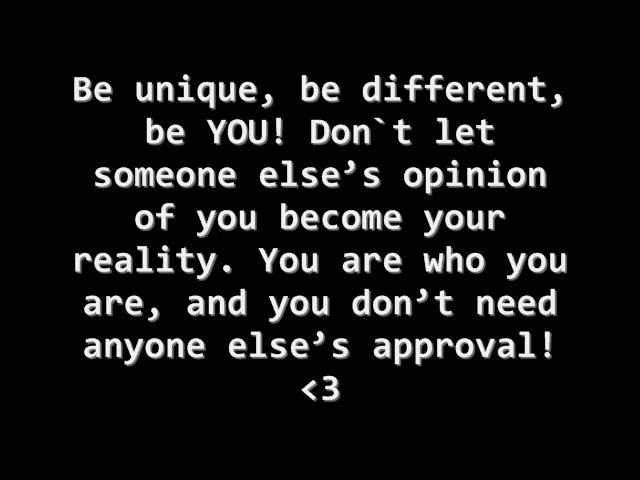 Be unique, be different,
be YOU! Don`t let
someone else’s opinion
of you become your
reality. You are who you
are, and you don’t need
anyone else’s approval!
<3